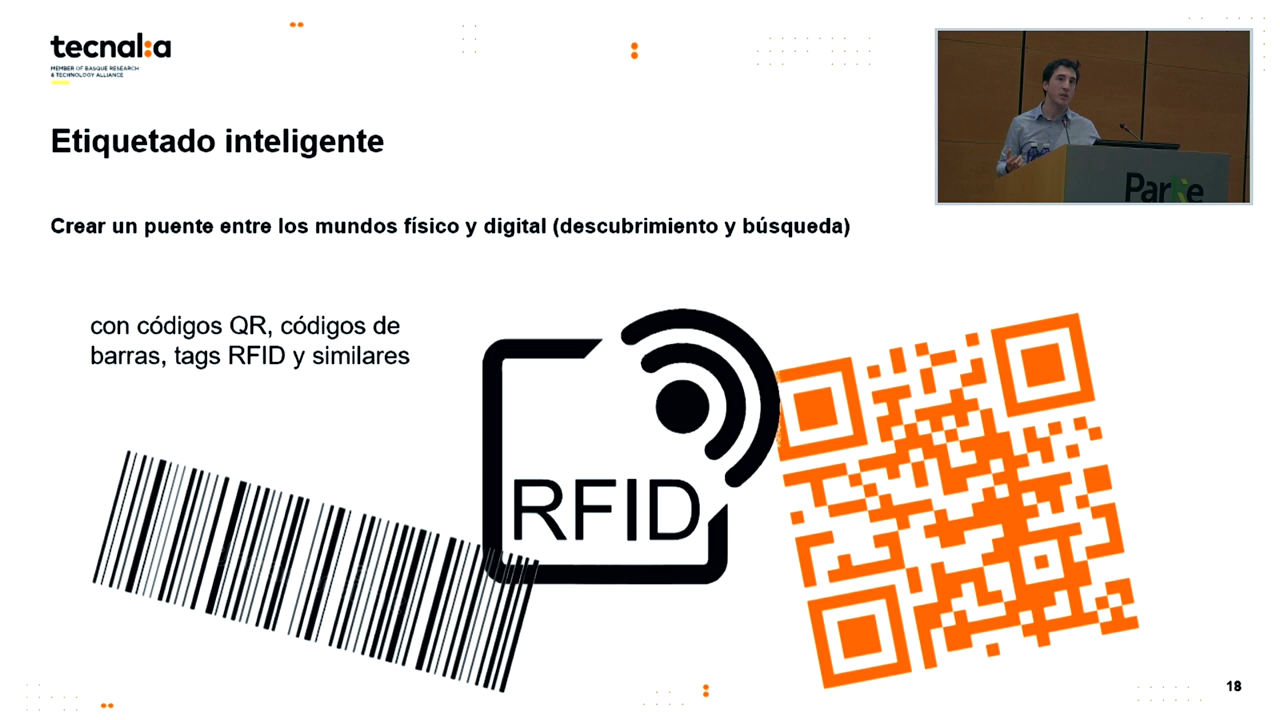 tecnal:a
MEMBER OF BASQUE RESEARCH
& TECHNOLOGY ALLIANCE
Etiquetado inteligente
Crear un puente entre los mundos físico y digital (descubrimiento y búsqueda)
con códigos QR, códigos de
barras, tags RFID y similares
RFID
ParKe
18